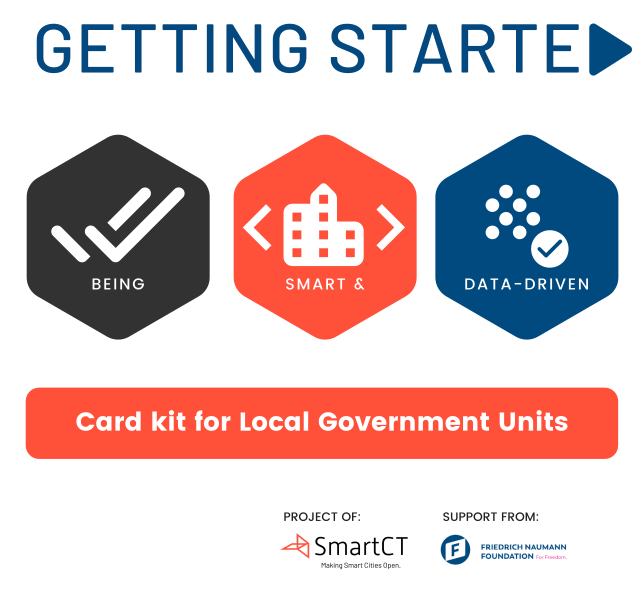 GETTING STARTE
BEING
SMART &
DATA-DRIVEN
Card kit for Local Government Units
PROJECT OF:
SmartCT
Making Smart Cities Open.
SUPPORT FROM:
FRIEDRICH NAUMANN
FOUNDATION For Freedom.